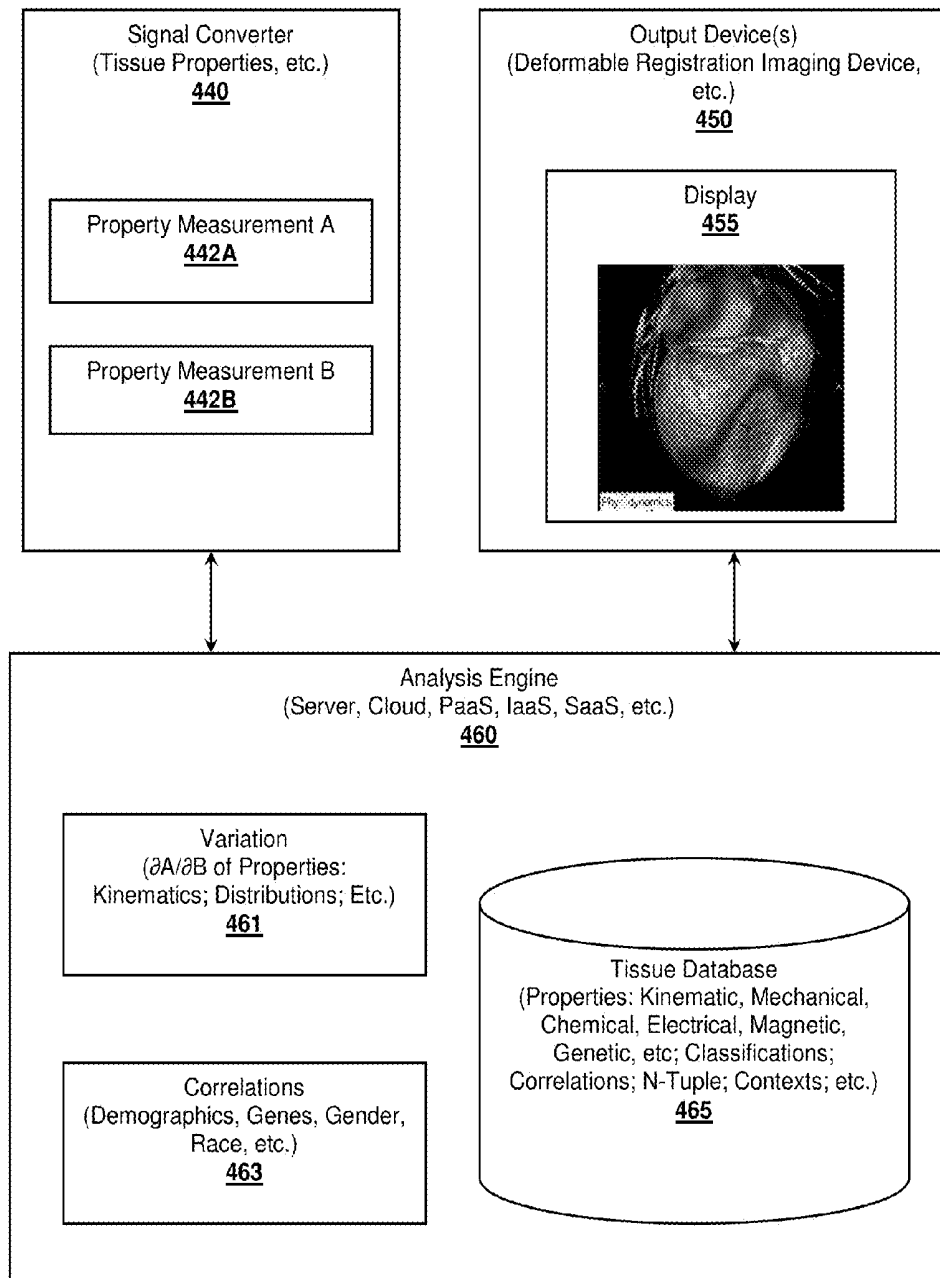 Signal Converter
(Tissue Properties, etc.)
440
Property Measurement A
442A
Property Measurement B
442B
Output Device(s)
(Deformable Registration Imaging Device,
etc.)
450
Display
455
Analysis Engine
(Server, Cloud, PaaS, IaaS, SaaS, etc.)
460
Variation
(∂A/∂B of Properties:
Kinematics; Distributions; Etc.)
461
Correlations
(Demographics, Genes, Gender,
Race, etc.)
463
Tissue Database
(Properties: Kinematic, Mechanical,
Chemical, Electrical, Magnetic,
Genetic, etc; Classifications;
Correlations; N-Tuple; Contexts; etc.)
465